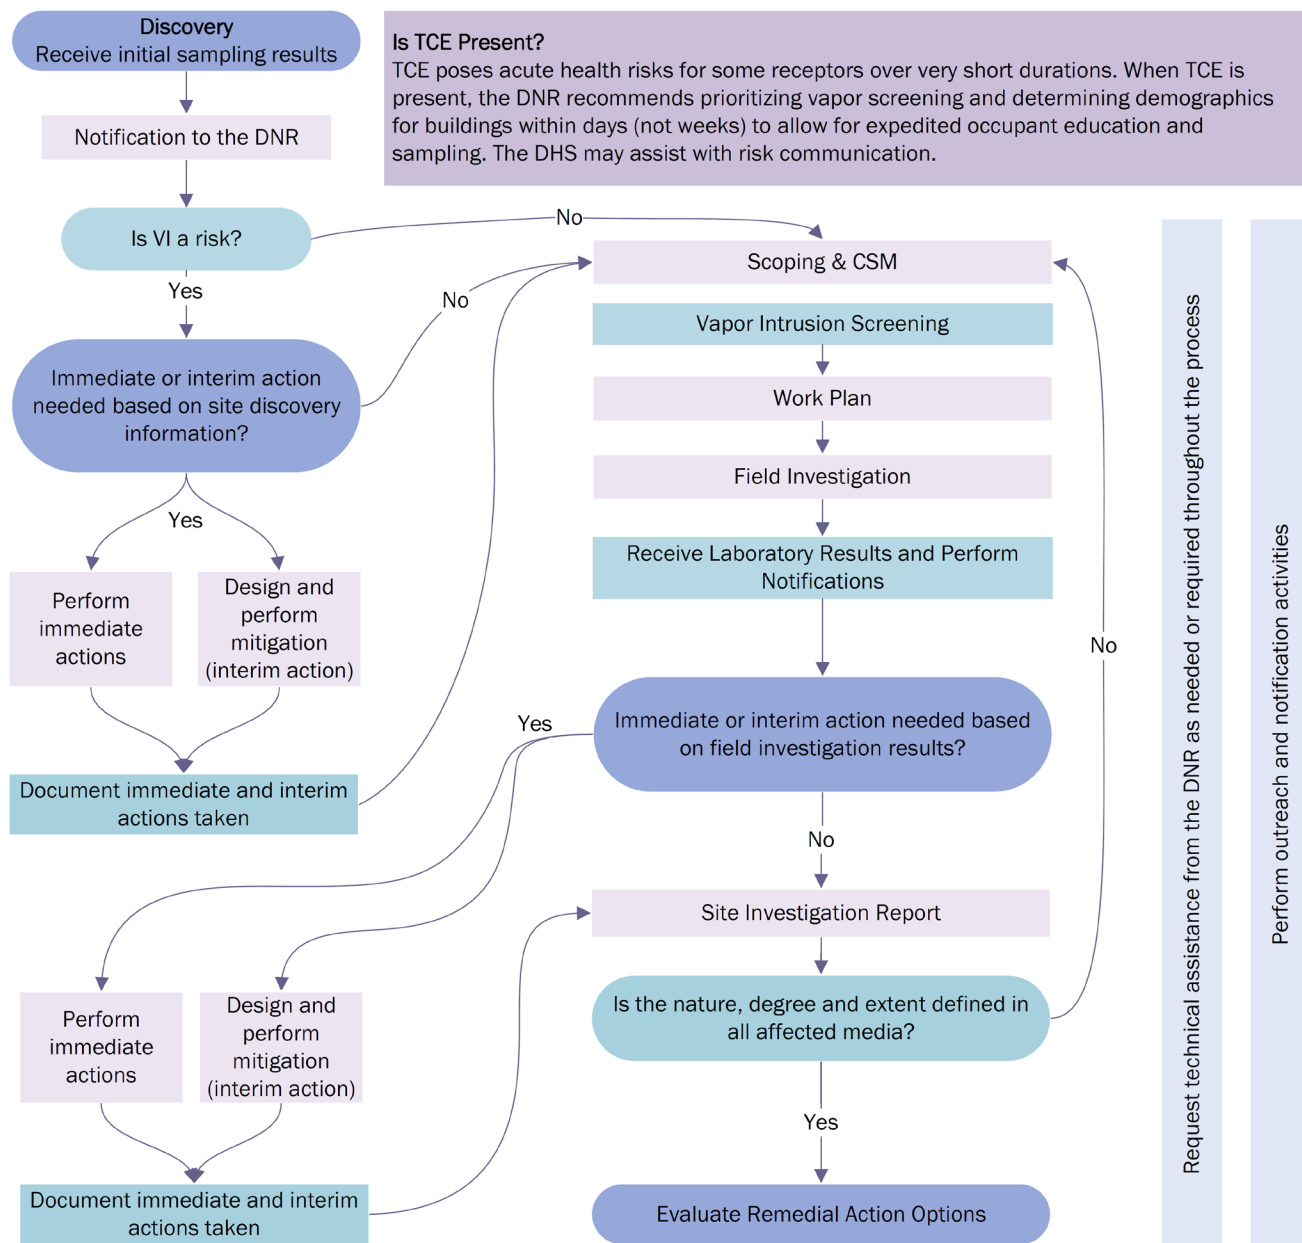 Discovery
Receive initial sampling results
Is TCE Present?
TCE poses acute health risks for some receptors over very short durations. When TCE is
present, the DNR recommends prioritizing vapor screening and determining demographics
for buildings within days (not weeks) to allow for expedited occupant education and
sampling. The DHS may assist with risk communication.
Notification to the DNR
Is VI a risk?
No
Yes
Immediate or interim action
needed based on site discovery
information?
No
Yes
Perform
immediate
actions
Design and
perform
mitigation
(interim action)
Document immediate and interim
actions taken
Scoping & CSM
Vapor Intrusion Screening
Work Plan
Field Investigation
Receive Laboratory Results and Perform
Notifications
Immediate or interim action needed based
on field investigation results?
Yes
No
Perform
immediate
actions
Design and
perform
mitigation
(interim action)
Document immediate and interim
actions taken
Site Investigation Report
Is the nature, degree and extent defined in
all affected media?
No
Yes
Evaluate Remedial Action Options
Request technical assistance from the DNR as needed or required throughout the process
Perform outreach and notification activities